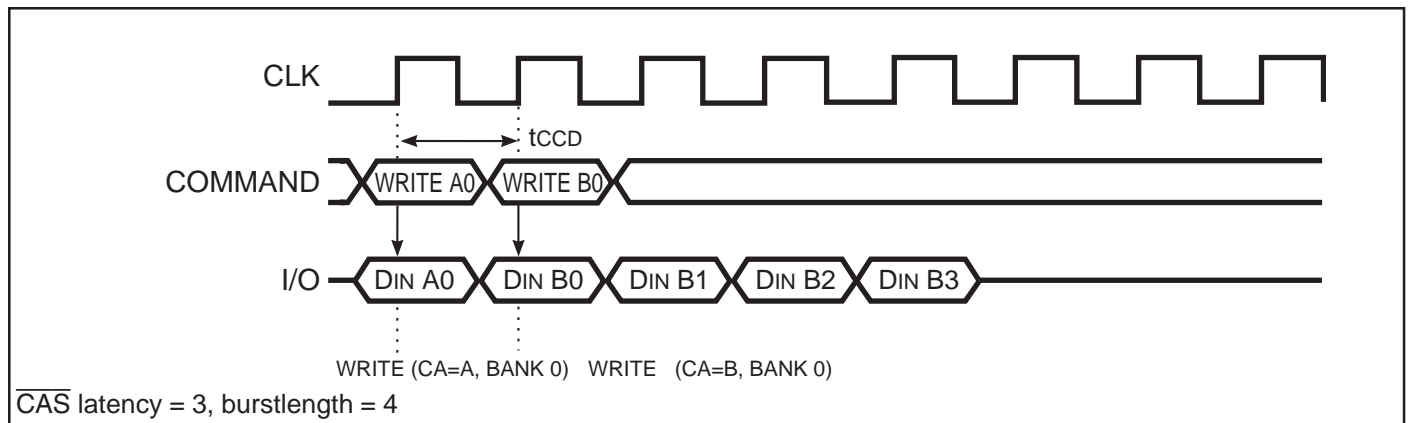 CLK
tCCD
COMMAND WRITE A0 WRITE B0
I/O DIN A0 DIN B0 DIN B1 DIN B2 DIN B3
WRITE (CA=A, BANK 0) WRITE (CA=B, BANK 0)
CAS latency = 3, burstlength = 4